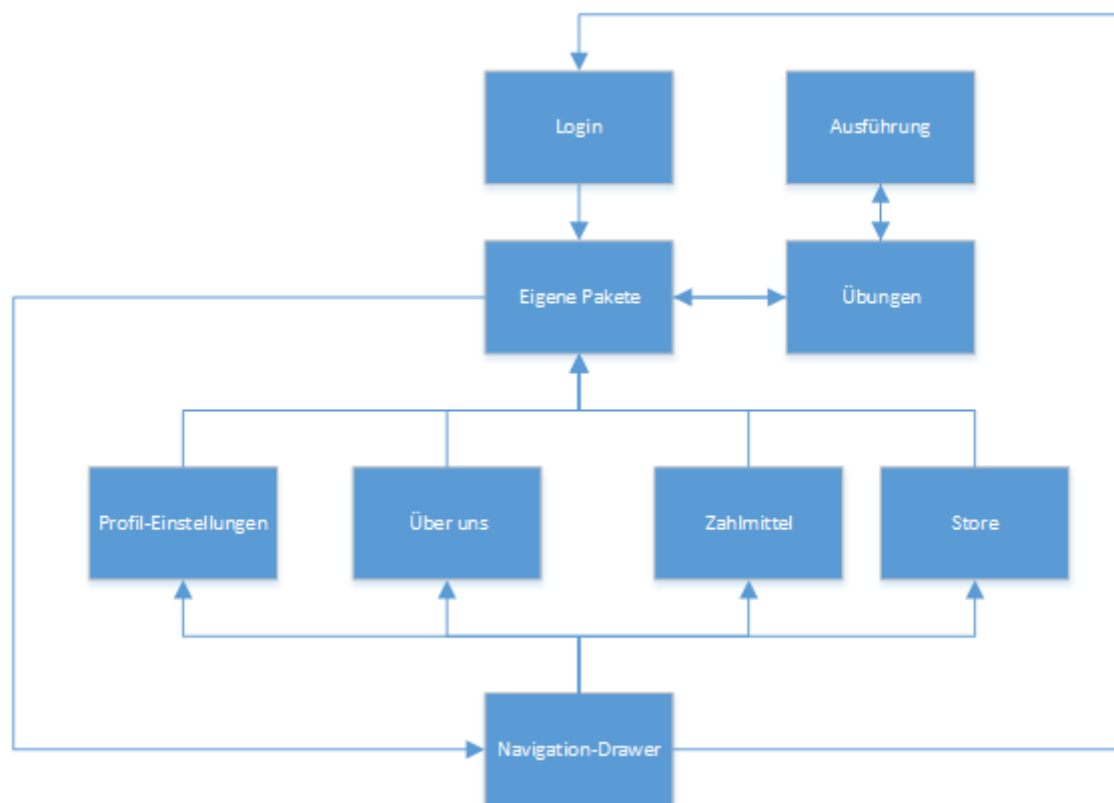 Login
Ausführung
Eigene Pakete
Übungen
Profil-Einstellungen
Über uns
Zahlmittel
Store
Navigation-Drawer